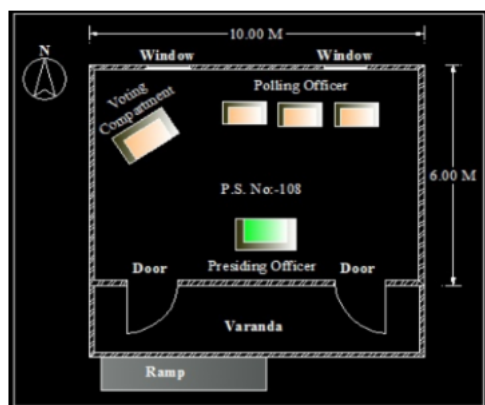 10.00 M
N
Window
Window
Polling Officer
Voting
Compartment
6.00 M
P.S. No:-108
Door
Presiding Officer
Door
Varanda
Ramp